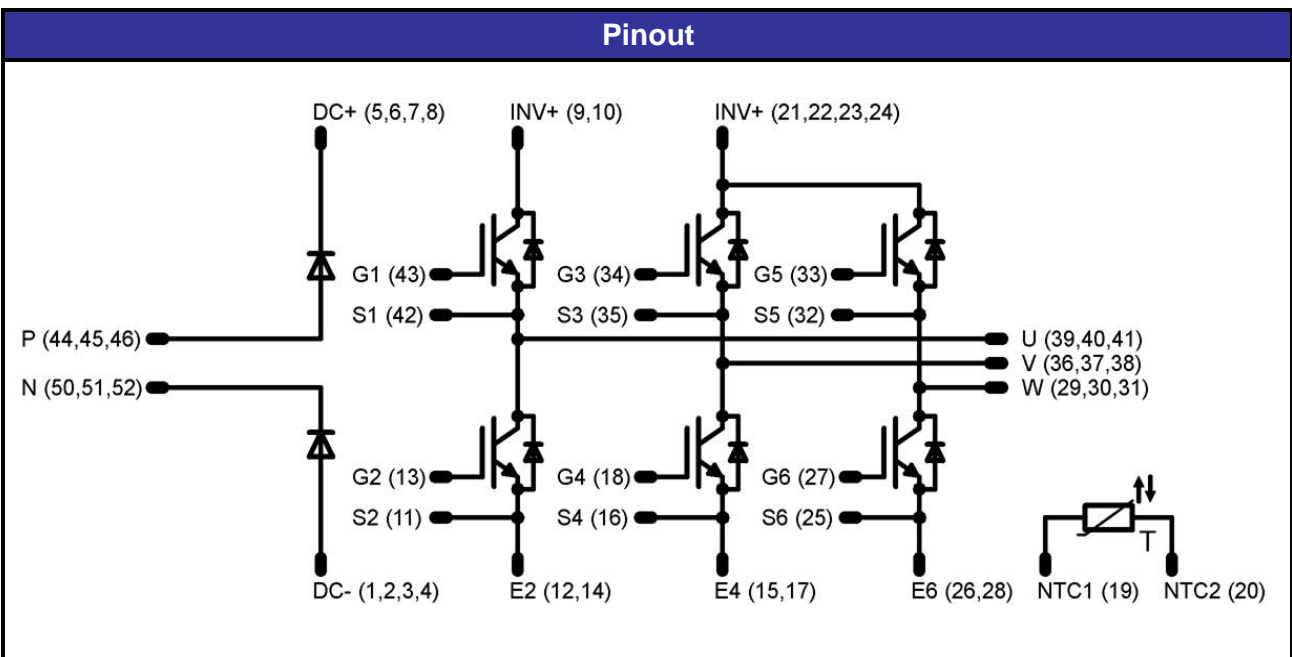 Pinout
DC+ (5,6,7,8)
INV+ (9,10)
INV+ (21,22,23,24)
G1 (43)
G3 (34)
G5 (33)
S1 (42)
S3 (35)
S5 (32)
P (44,45,46)
U (39,40,41)
V (36,37,38)
N (50,51,52)
W (29,30,31)
G2 (13)
G4 (18)
G6 (27)
S2 (11)
S4 (16)
S6 (25)
T
DC- (1,2,3,4)
E2 (12,14)
E4 (15,17)
E6 (26,28)
NTC1 (19)
NTC2 (20)